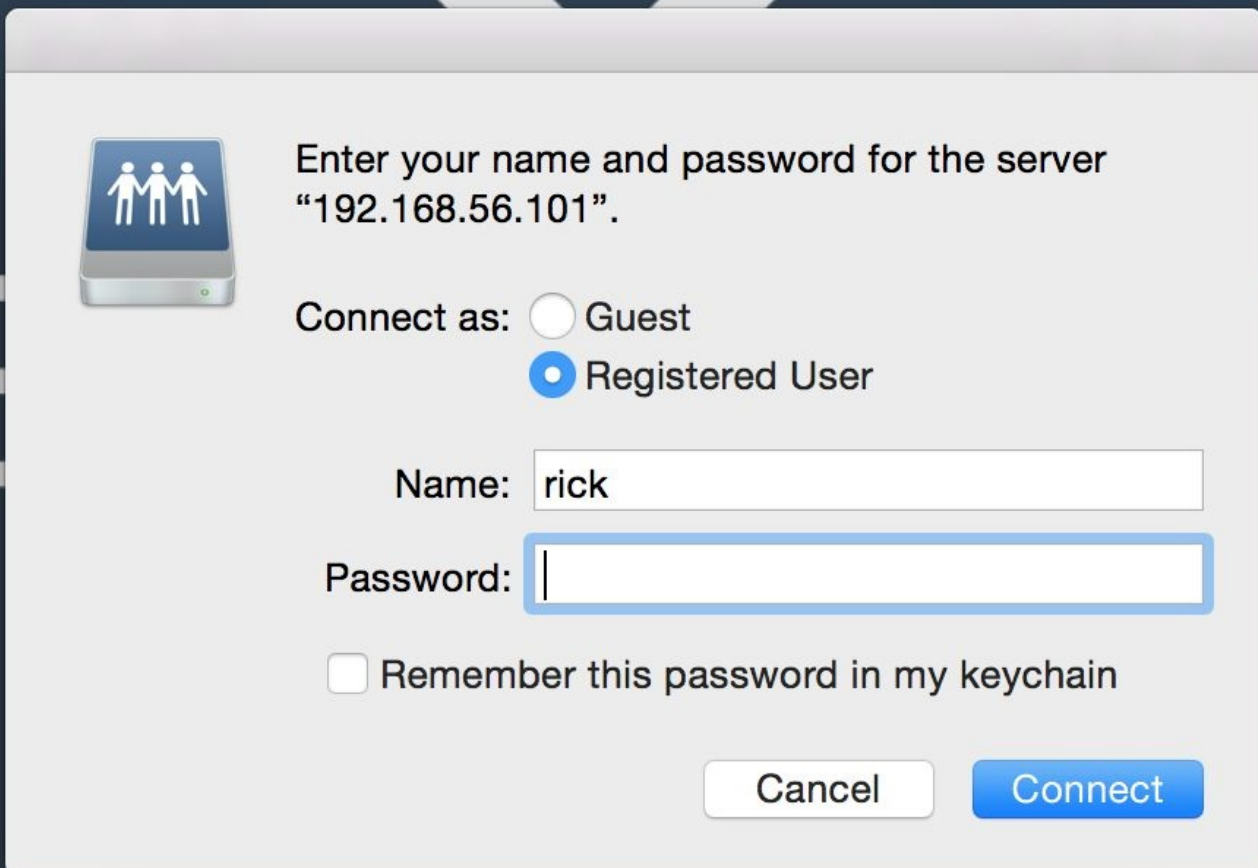 Enter your name and password for the server
“192.168.56.101”.
Connect as: Guest
Registered User
Name: rick
Password:
Remember this password in my keychain
Cancel Connect